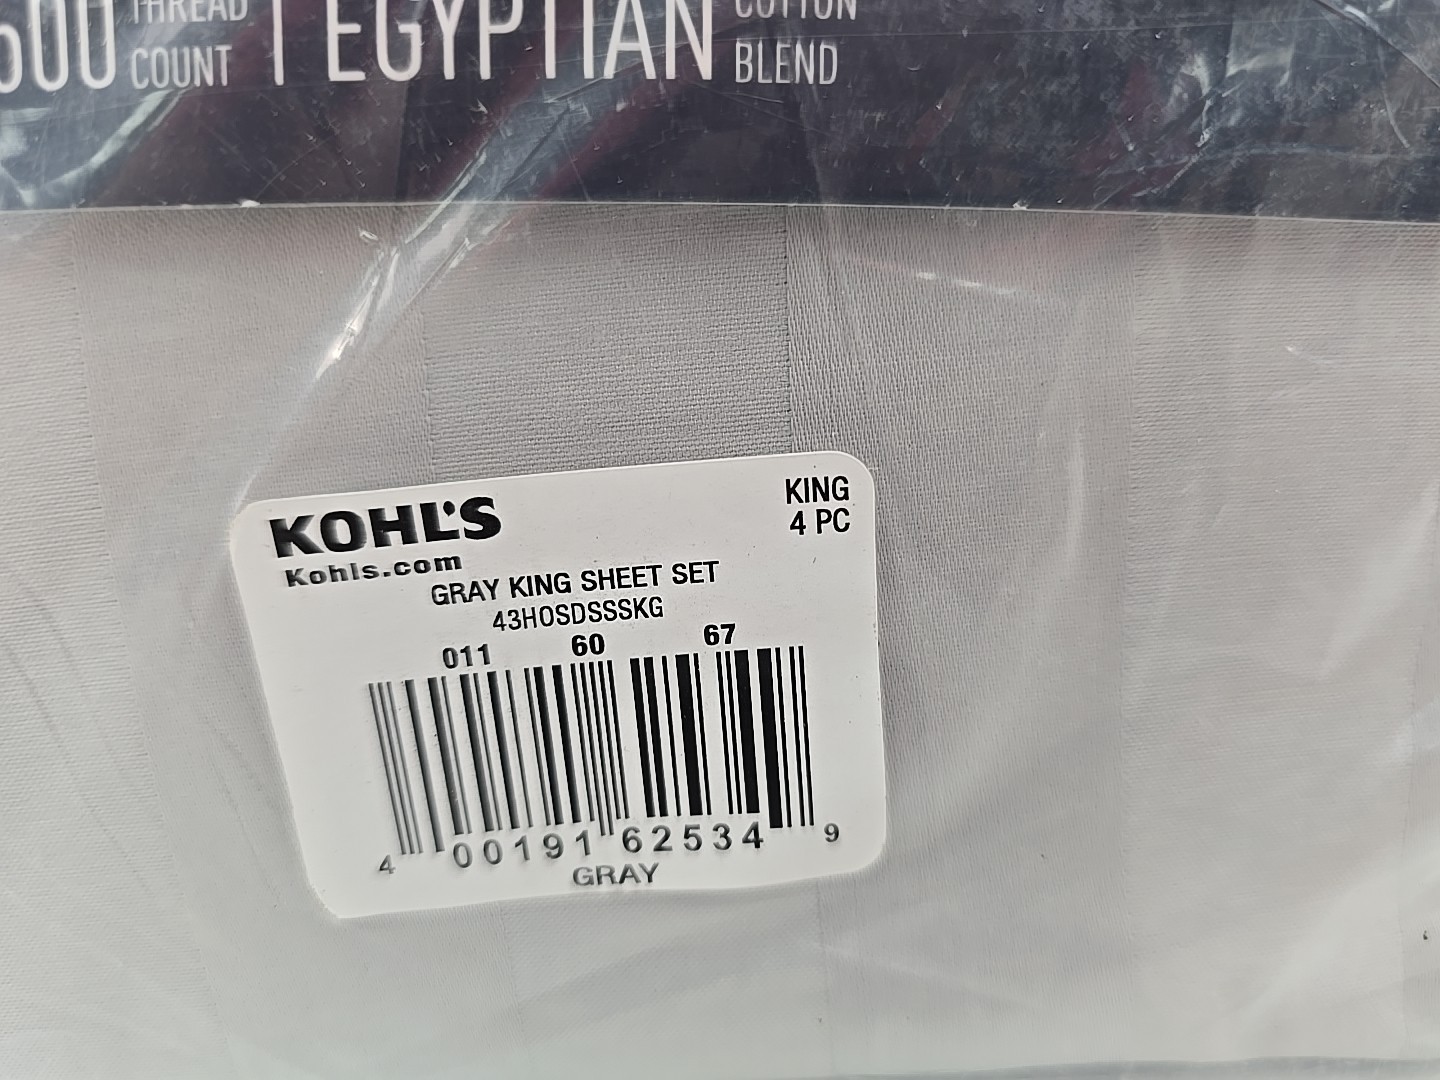 THREAD
COUNT
EGYPTIAN
COTTON
BLEND
KOHL'S
Kohls.com
KING
4 PC
GRAY KING SHEET SET
43HOSDSSSKG
011 60 67
4 00191 62534 9
GRAY